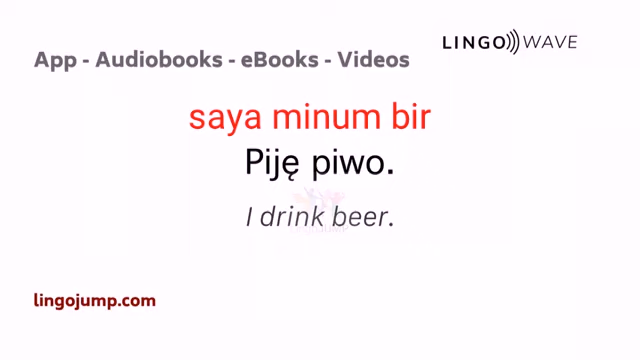 LINGO WAVE
App - Audiobooks - eBooks - Videos
saya minum bir
Piję piwo.
I drink beer.
lingojump.com